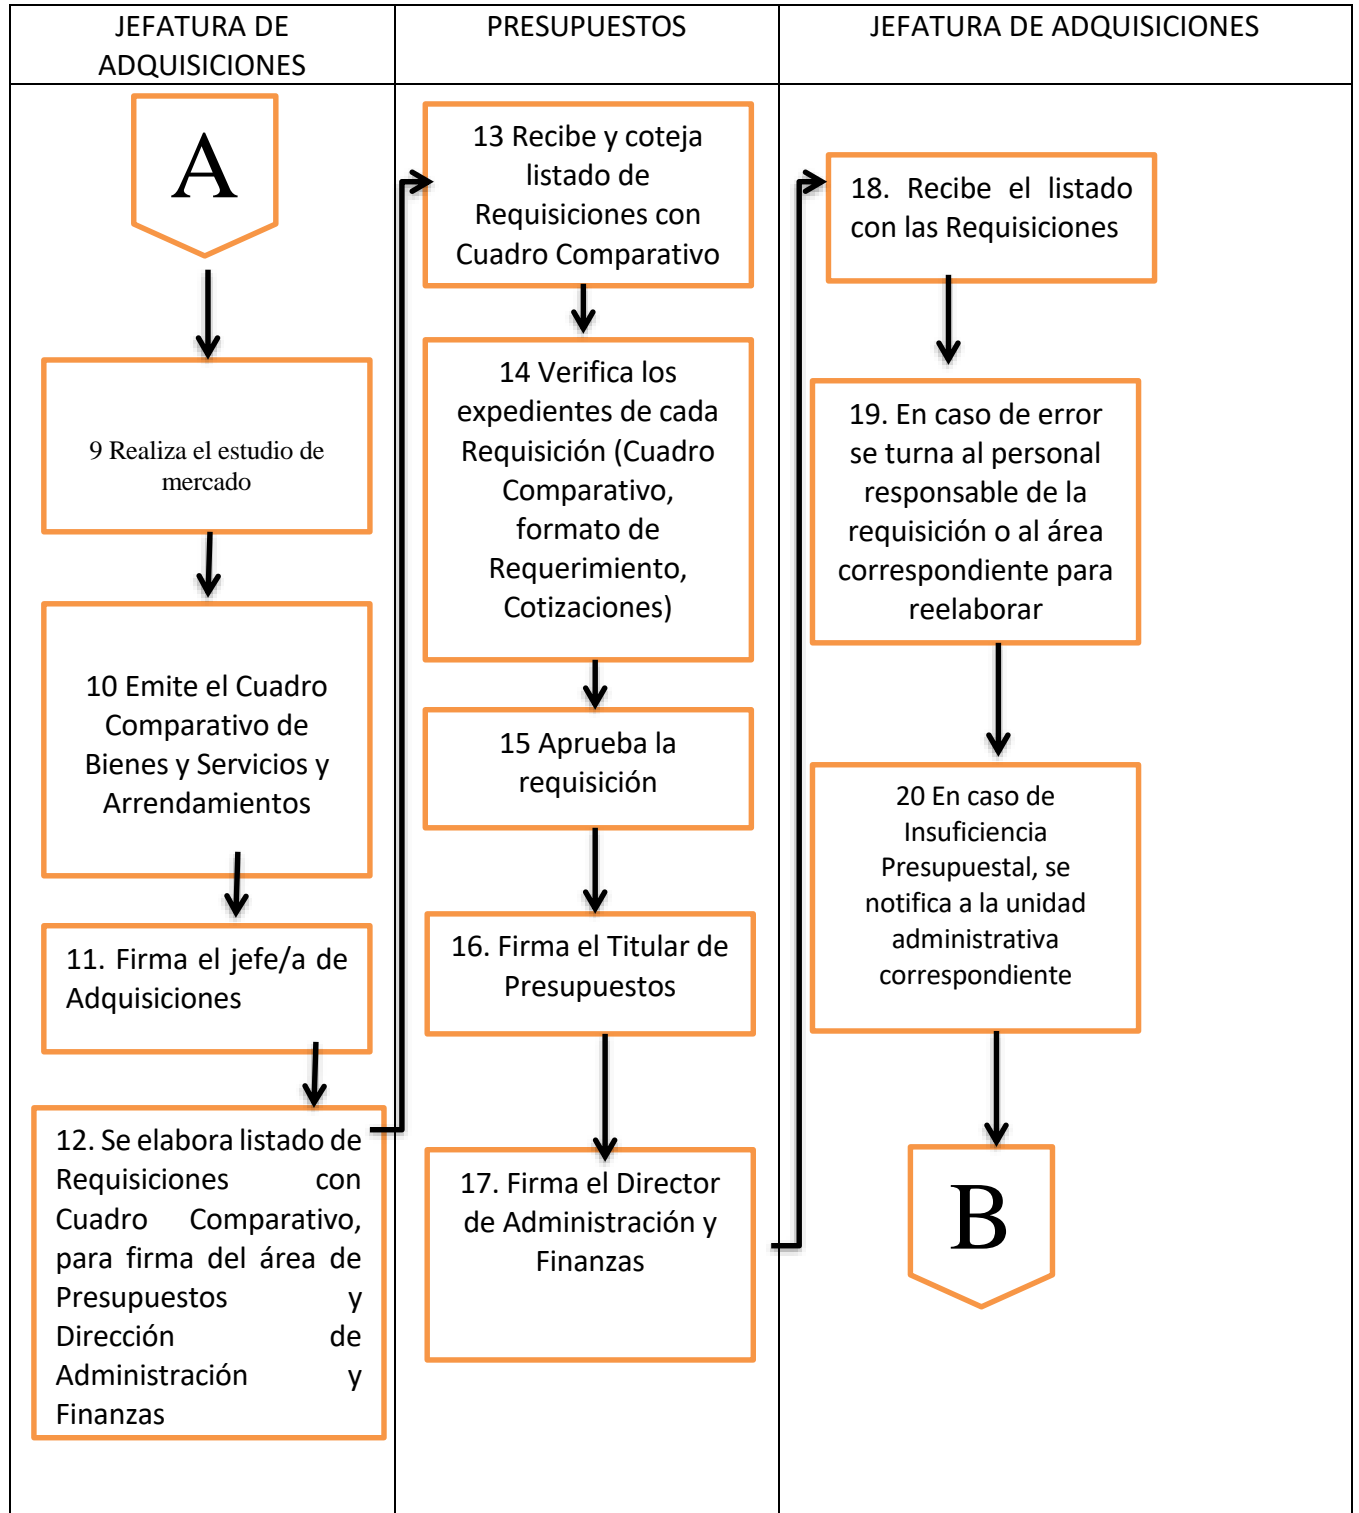 JEFATURA DE
ADQUISICIONES
PRESUPUESTOS
JEFATURA DE ADQUISICIONES
A
9 Realiza el estudio de
mercado
10 Emite el Cuadro
Comparativo de
Bienes y Servicios y
Arrendamientos
11. Firma el jefe/a de
Adquisiciones
12. Se elabora listado de
Requisiciones con
Cuadro Comparativo,
para firma del área de
Presupuestos y
Dirección de
Administración y
Finanzas
13 Recibe y coteja
listado de
Requisiciones con
Cuadro Comparativo
14 Verifica los
expedientes de cada
Requisición (Cuadro
Comparativo,
formato de
Requerimiento,
Cotizaciones)
15 Aprueba la
requisición
16. Firma el Titular de
Presupuestos
17. Firma el Director
de Administración y
Finanzas
18. Recibe el listado
con las Requisiciones
19. En caso de error
se turna al personal
responsable de la
requisición o al área
correspondiente para
reelaborar
20 En caso de
Insuficiencia
Presupuestal, se
notifica a la unidad
administrativa
correspondiente
B